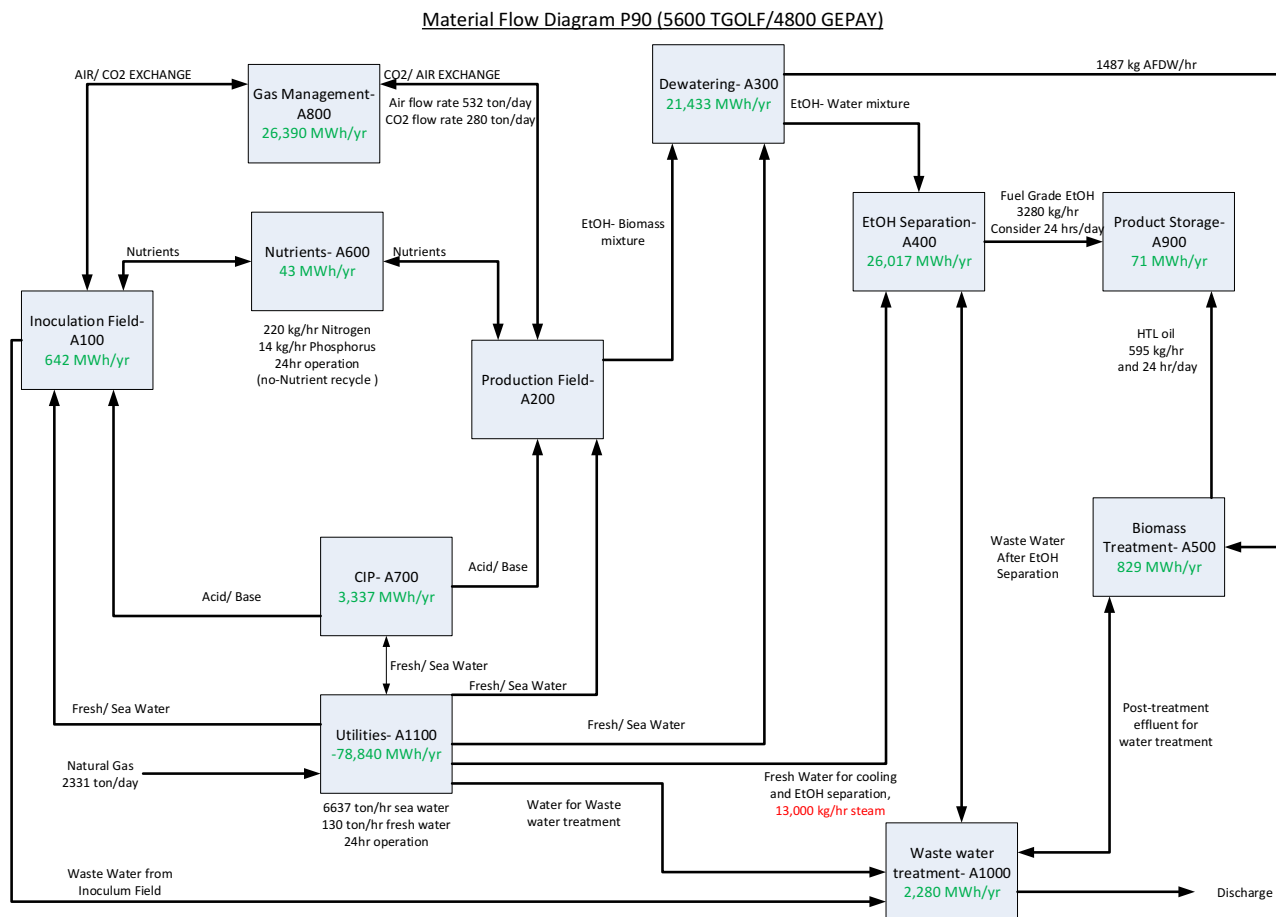 Material Flow Diagram P90 (5600 TGOLF/4800 GEPAY)
AIR/ CO2 EXCHANGE
Gas Management-
A800
26,390 MWh/yr
CO2/ AIR EXCHANGE
Air flow rate 532 ton/day
CO2 flow rate 280 ton/day
Dewatering- A300
21,433 MWh/yr
1487 kg AFDW/hr
EtOH- Water mixture
Nutrients
Nutrients- A600
43 MWh/yr
Nutrients
220 kg/hr Nitrogen
14 kg/hr Phosphorus
24hr operation
(no-Nutrient recycle )
EtOH- Biomass
mixture
EtOH Separation-
A400
26,017 MWh/yr
Fuel Grade EtOH
3280 kg/hr
Consider 24 hrs/day
Product Storage-
A900
71 MWh/yr
Inoculation Field-
A100
642 MWh/yr
Production Field-
A200
HTL oil
595 kg/hr
and 24 hr/day
CIP- A700
3,337 MWh/yr
Acid/ Base
Acid/ Base
Waste Water
After EtOH
Separation
Biomass
Treatment- A500
829 MWh/yr
Fresh/ Sea Water
Fresh/ Sea Water
Fresh/ Sea Water
Fresh/ Sea Water
Utilities- A1100
-78,840 MWh/yr
Natural Gas
2331 ton/day
6637 ton/hr sea water
130 ton/hr fresh water
24hr operation
Water for Waste
water treatment
Fresh Water for cooling
and EtOH separation,
13,000 kg/hr steam
Post-treatment
effluent for
water treatment
Waste Water from
Inoculum Field
Waste water
treatment- A1000
2,280 MWh/yr
Discharge